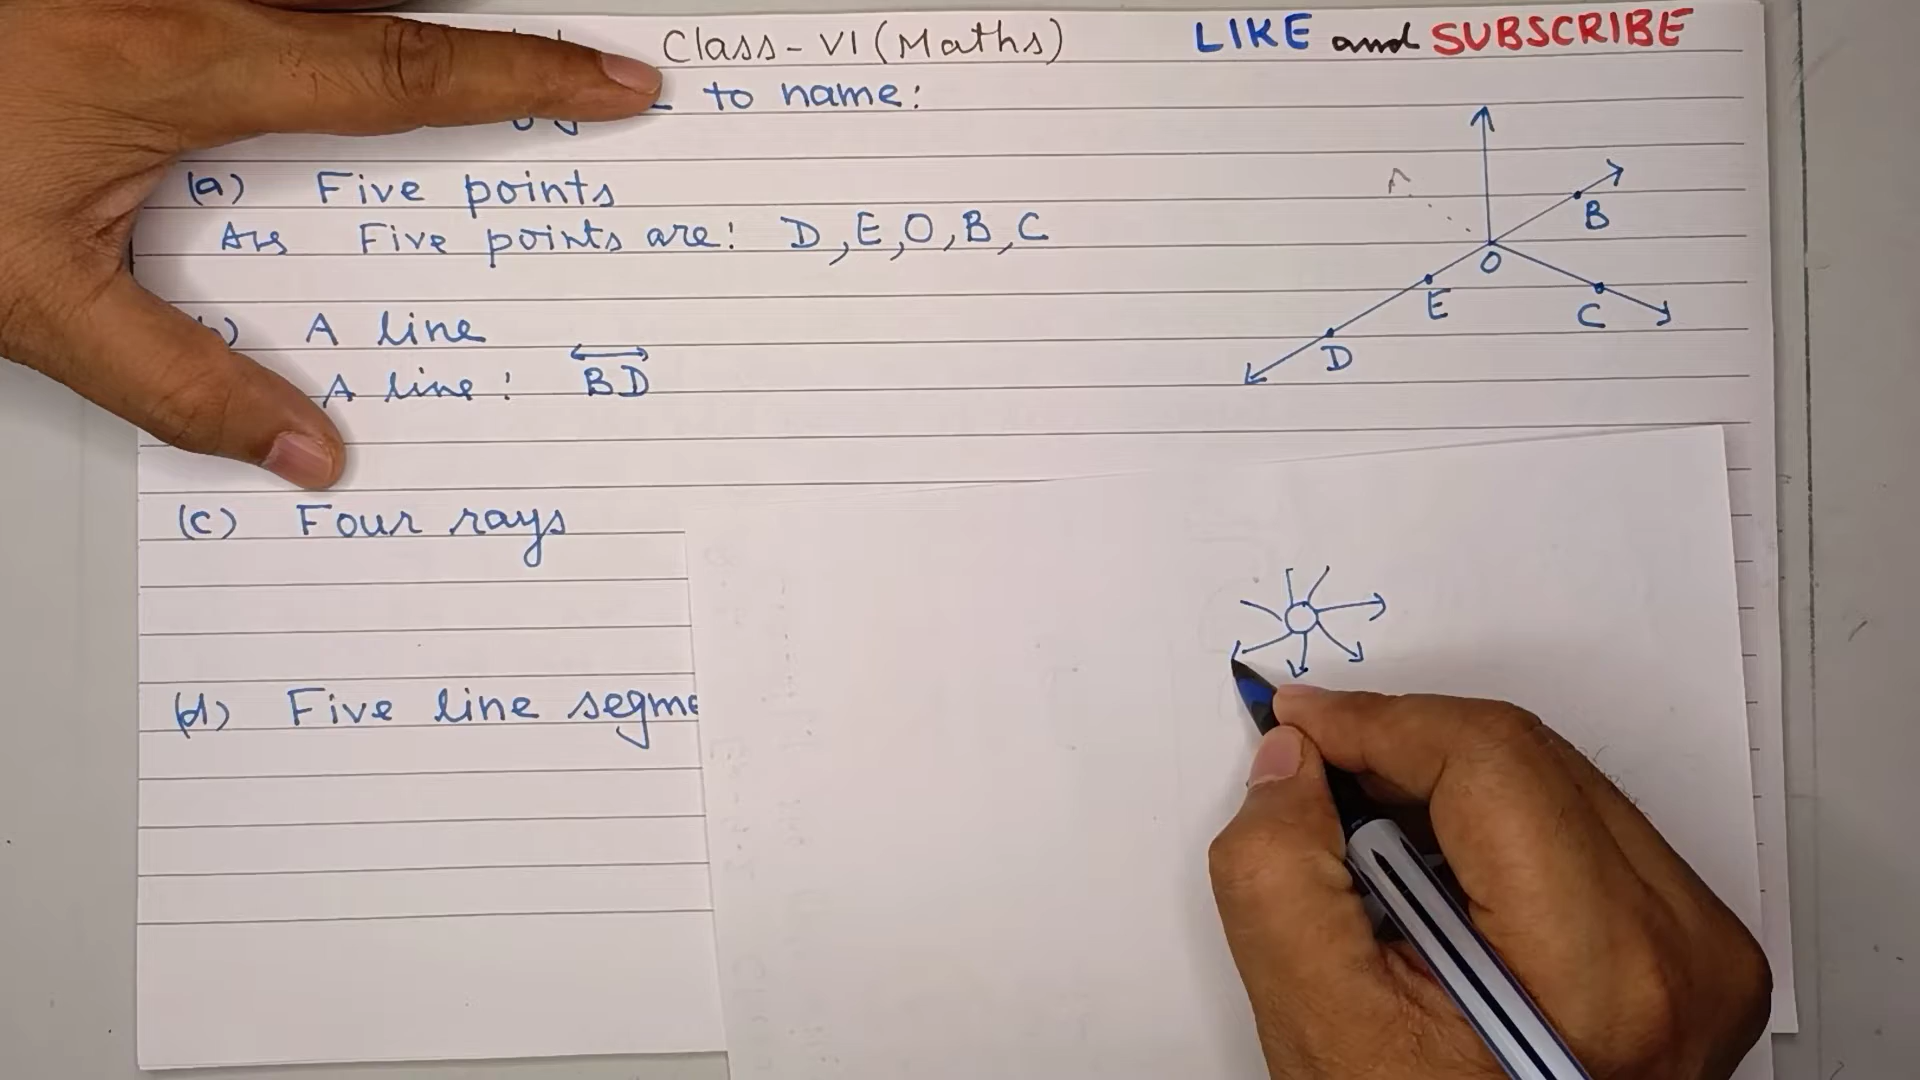 Class-VI (Maths)
LIKE and SUBSCRIBE
to name:
(a) Five points
Ans Five points are: D, E, O, B, C
A line
A line: BD
(c) Four rays
(d) Five line segme
B
O
E
C
D